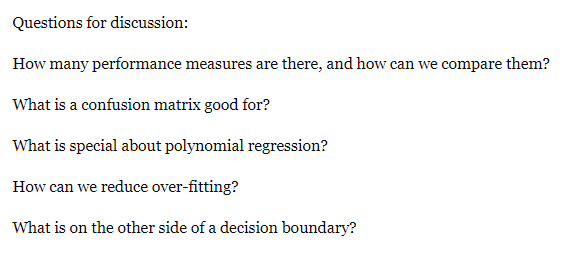 Questions for discussion:
How many performance measures are there, and how can we compare them?
What is a confusion matrix good for?
What is special about polynomial regression?
How can we reduce over-fitting?
What is on the other side of a decision boundary?